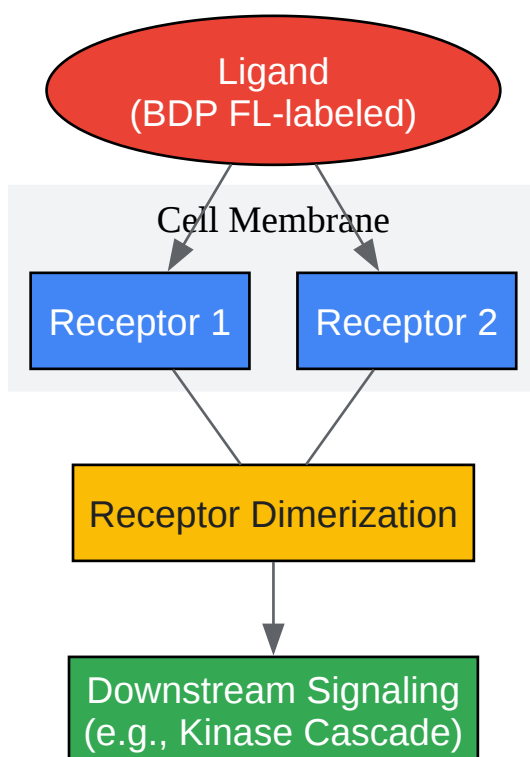 Ligand
(BDP FL-labeled)
Cell Membrane
Receptor 1
Receptor 2
Receptor Dimerization
Downstream Signaling
(e.g., Kinase Cascade)